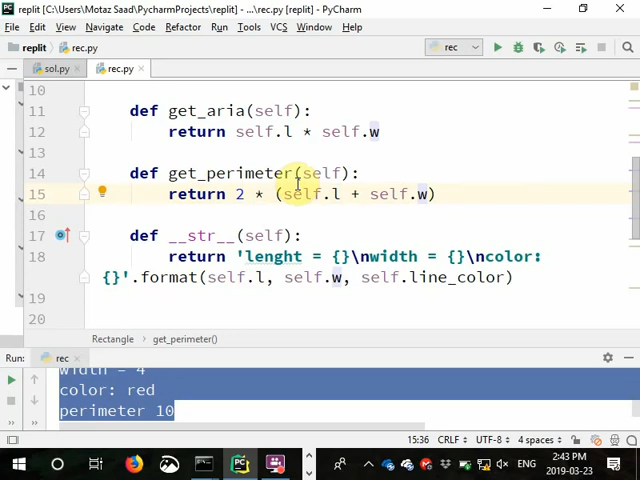 replit [C:\Users\Motaz Saad\PycharmProjects\replit] - ...\rec.py [replit] - PyCharm
File Edit View Navigate Code Refactor Run Tools VCS Window Help
replit rec.py rec
sol.py rec.py
10
11 def get_aria(self):
12 return self.l * self.w
13
14 def get_perimeter(self):
15 return 2 * (self.l + self.w)
16
17 def __str__(self):
18 return 'lenght = {}\nwidth = {}\ncolor:
{}'.format(self.l, self.w, self.line_color)
19
20
Rectangle get_perimeter()
Run: rec
width = 4
color: red
perimeter 10
15:36 CRLF UTF-8 4 spaces
ENG 2:43 PM
2019-03-23